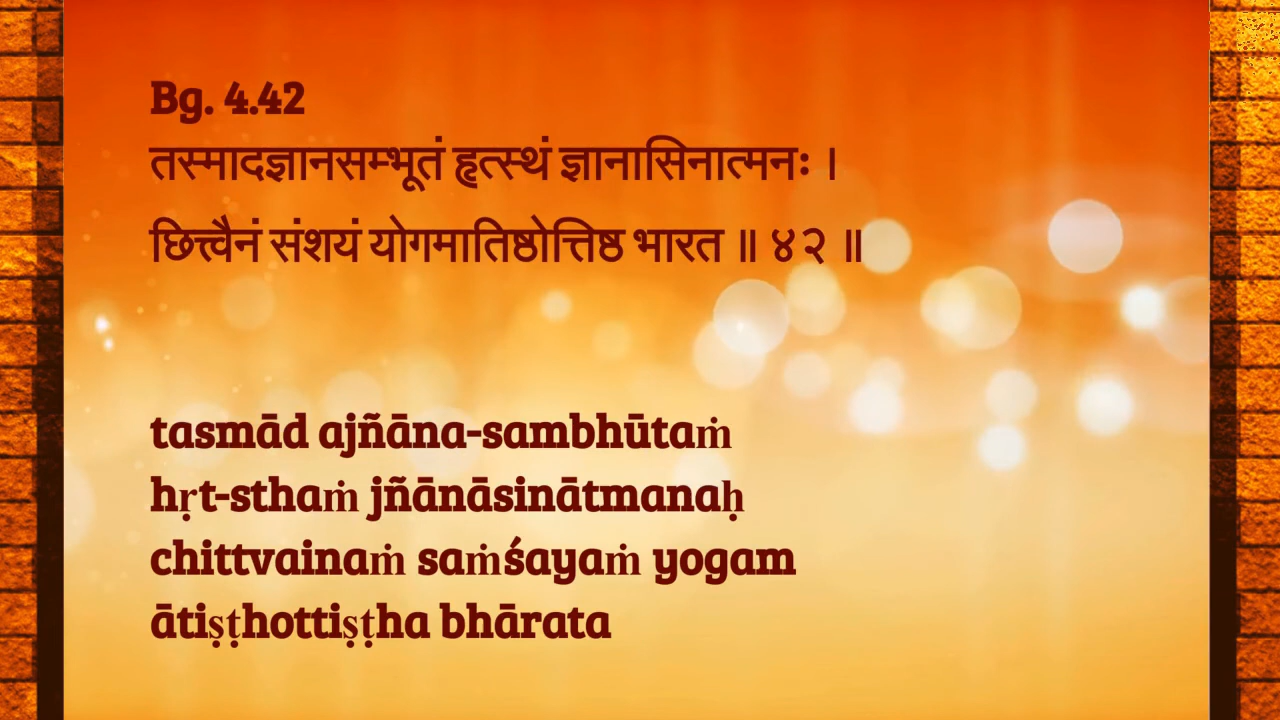 Bg. 4.42
तस्मादज्ञानसम्भूतं हृत्स्थं ज्ञानासिनात्मनः ।
छित्त्वैनं संशयं योगमातिष्ठोत्तिष्ठ भारत ॥ ४२ ॥
tasmād ajñāna-sambhūtaṁ
hṛt-sthaṁ jñānāsinātmanaḥ
chittvainaṁ saṁśayaṁ yogam
ātiṣṭhottiṣṭha bhārata